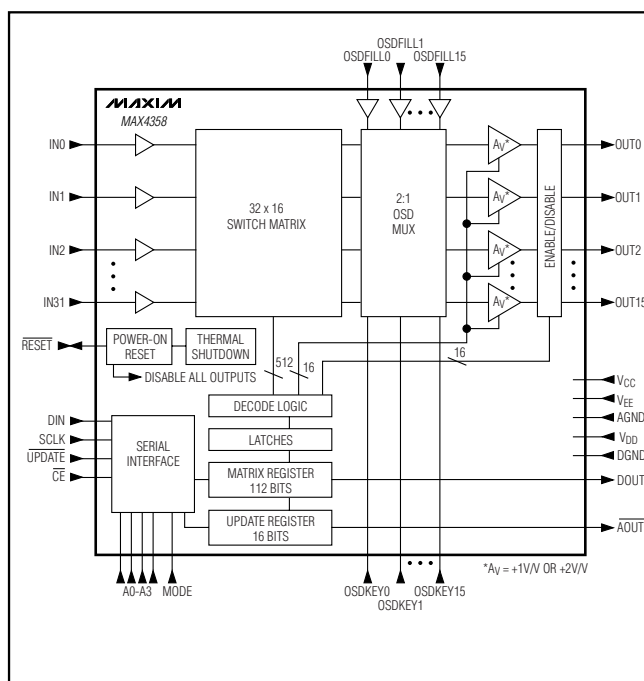 OSDFILL1
OSDFILL0 OSDFILL15
MAXIM
MAX4358
IN0
IN1
IN2
IN31
32 x 16
SWITCH MATRIX
2:1
OSD
MUX
AV*
AV*
AV*
AV*
ENABLE/DISABLE
OUT0
OUT1
OUT2
OUT15
RESET
POWER-ON
RESET
THERMAL
SHUTDOWN
DISABLE ALL OUTPUTS
512
16
16
DECODE LOGIC
LATCHES
MATRIX REGISTER
112 BITS
UPDATE REGISTER
16 BITS
DIN
SCLK
UPDATE
CE
SERIAL
INTERFACE
VCC
VEE
AGND
VDD
DGND
DOUT
AOUT
A0-A3 MODE
OSDKEY0 OSDKEY15
OSDKEY1
*AV = +1V/V OR +2V/V